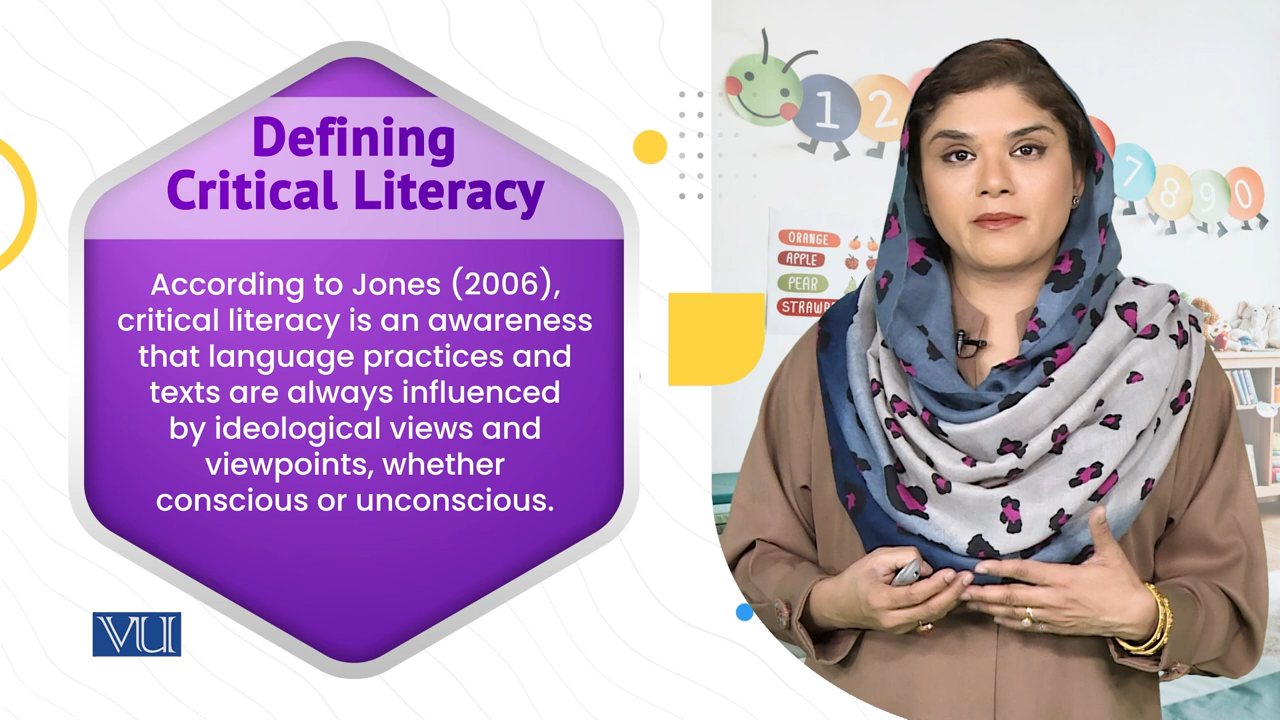 Defining
Critical Literacy
According to Jones (2006),
critical literacy is an awareness
that language practices and
texts are always influenced
by ideological views and
viewpoints, whether
conscious or unconscious.
VU
1 2
7 8 9 0
ORANGE
APPLE
PEAR
STRAWB